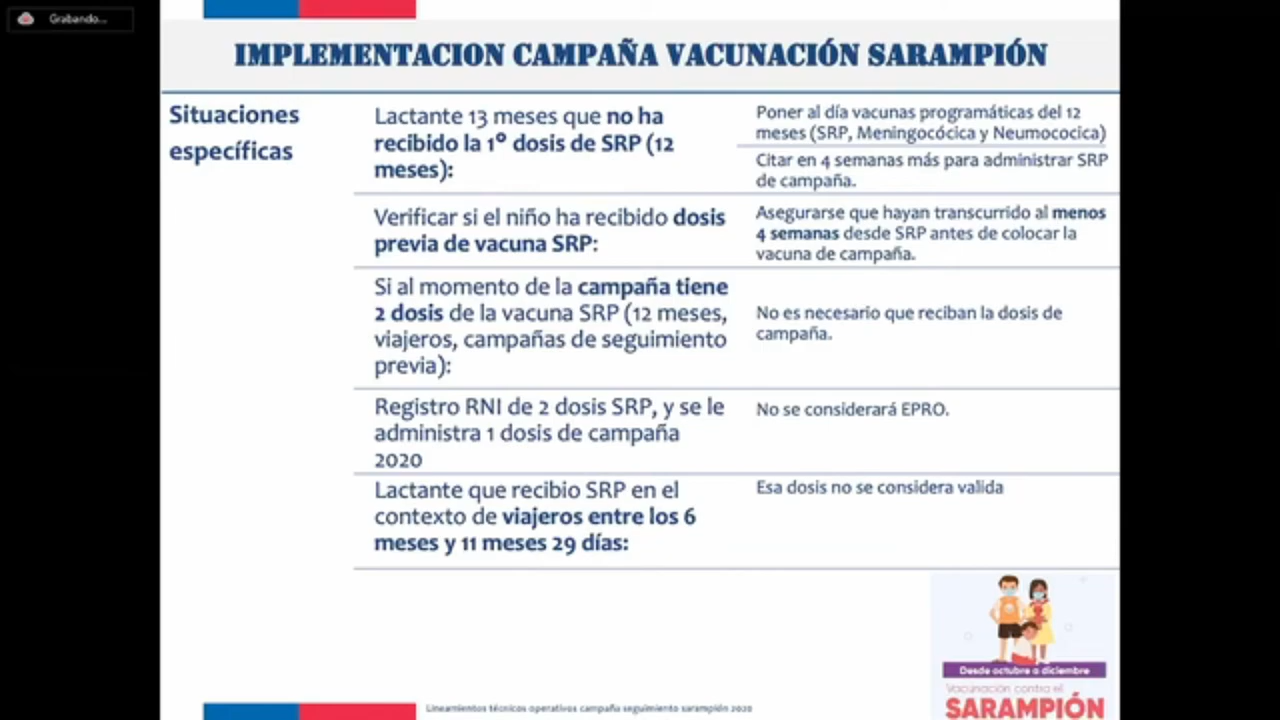 Grabando...
IMPLEMENTACION CAMPAÑA VACUNACIÓN SARAMPIÓN
Situaciones
específicas
Lactante 13 meses que no ha
recibido la 1° dosis de SRP (12
meses):
Poner al día vacunas programáticas del 12
meses (SRP, Meningocócica y Neumococica)
Citar en 4 semanas más para administrar SRP
de campaña.
Verificar si el niño ha recibido dosis
previa de vacuna SRP:
Asegurarse que hayan transcurrido al menos
4 semanas desde SRP antes de colocar la
vacuna de campaña.
Si al momento de la campaña tiene
2 dosis de la vacuna SRP (12 meses,
viajeros, campañas de seguimiento
previa):
No es necesario que reciban la dosis de
campaña.
Registro RNI de 2 dosis SRP, y se le
administra 1 dosis de campaña
2020
No se considerará EPRO.
Lactante que recibio SRP en el
contexto de viajeros entre los 6
meses y 11 meses 29 días:
Esa dosis no se considera valida
Desde octubre a diciembre
Vacunación contra el
SARAMPIÓN
Lineamientos técnicos operativos campaña seguimiento sarampión 2020